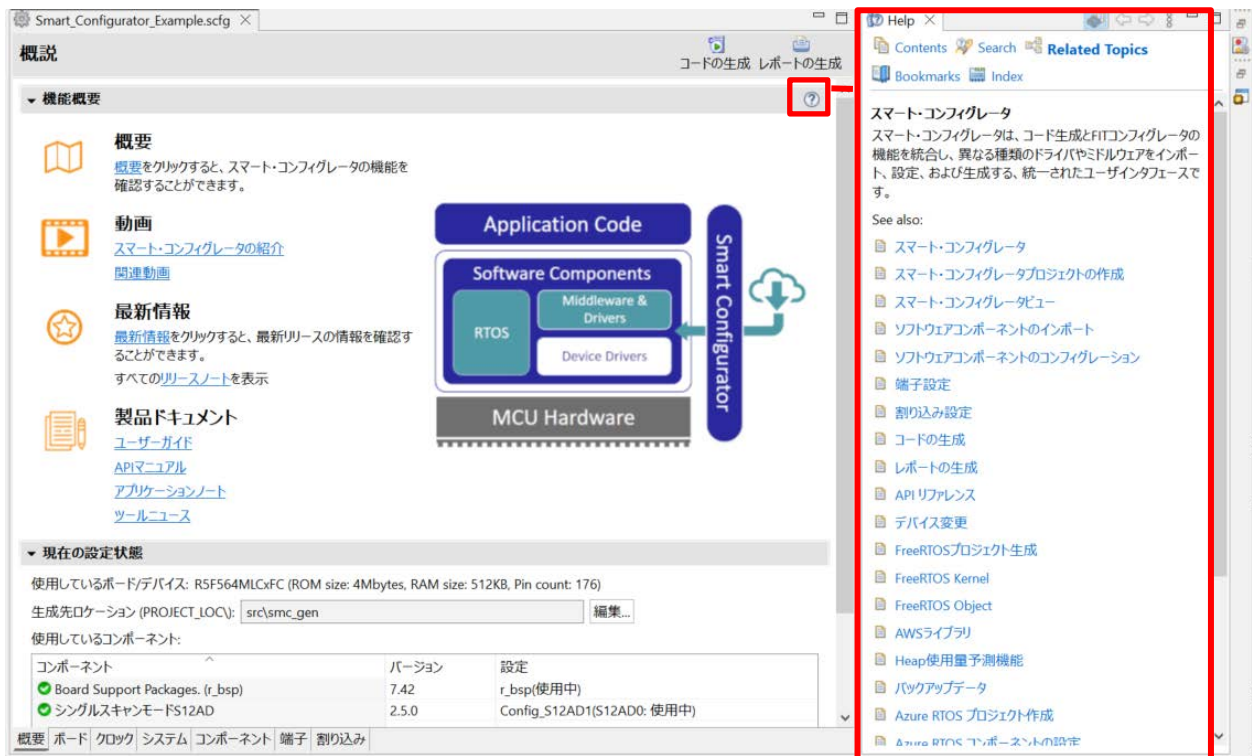 Smart_Configurator_Example.scfg
概説
コードの生成 レポートの生成
機能概要
概要
概要をクリックすると、スマート・コンフィグレータの機能を
確認することができます。
動画
スマート・コンフィグレータの紹介
関連動画
最新情報
最新情報をクリックすると、最新リリースの情報を確認す
ることができます。
すべてのリリースノートを表示
製品ドキュメント
ユーザーガイド
APIマニュアル
アプリケーションノート
ツールニュース
Application Code
Software Components
RTOS
Middleware &
Drivers
Device Drivers
MCU Hardware
Smart Configurator
現在の設定状態
使用しているボード/デバイス: R5F564MLCxFC (ROM size: 4Mbytes, RAM size: 512KB, Pin count: 176)
生成先ロケーション (PROJECT_LOC\): src\smc_gen 編集...
使用しているコンポーネント:
コンポーネント バージョン 設定
Board Support Packages. (r_bsp) 7.42 r_bsp(使用中)
シングルスキャンモードS12AD 2.5.0 Config_S12AD1(S12AD0: 使用中)
概要 ボード クロック システム コンポーネント 端子 割り込み
Help
Contents Search Related Topics
Bookmarks Index
スマート・コンフィグレータ
スマート・コンフィグレータは、コード生成とFITコンフィグレータの
機能を統合し、異なる種類のドライバやミドルウェアをインポー
ト、設定、および生成する、統一されたユーザインタフェースで
す。
See also:
スマート・コンフィグレータ
スマート・コンフィグレータプロジェクトの作成
スマート・コンフィグレータビュー
ソフトウェアコンポーネントのインポート
ソフトウェアコンポーネントのコンフィグレーション
端子設定
割り込み設定
コードの生成
レポートの生成
API リファレンス
デバイス変更
FreeRTOSプロジェクト生成
FreeRTOS Kernel
FreeRTOS Object
AWSライブラリ
Heap使用量予測機能
バックアップデータ
Azure RTOS プロジェクト作成
Azure RTOS コンポーネントの設定